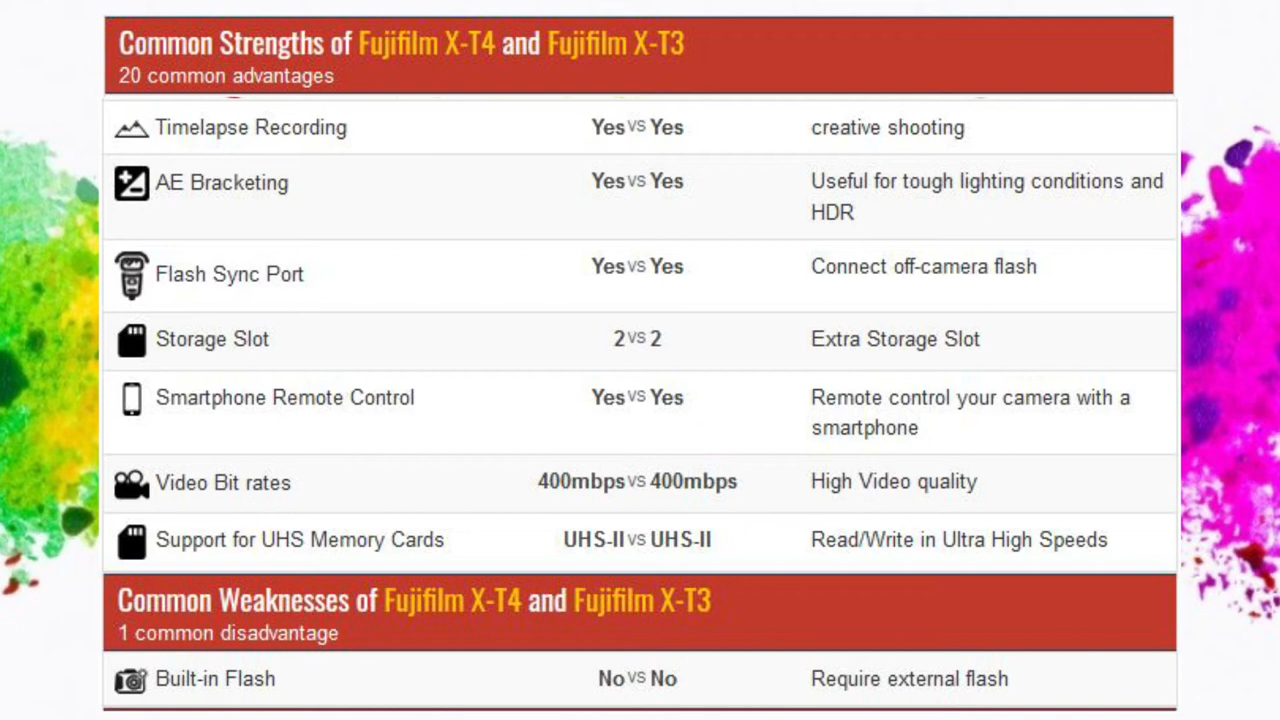 Common Strengths of Fujifilm X-T4 and Fujifilm X-T3
20 common advantages
Timelapse Recording Yes vs Yes creative shooting
AE Bracketing Yes vs Yes Useful for tough lighting conditions and
HDR
Flash Sync Port Yes vs Yes Connect off-camera flash
Storage Slot 2 vs 2 Extra Storage Slot
Smartphone Remote Control Yes vs Yes Remote control your camera with a
smartphone
Video Bit rates 400mbps vs 400mbps High Video quality
Support for UHS Memory Cards UHS-II vs UHS-II Read/Write in Ultra High Speeds
Common Weaknesses of Fujifilm X-T4 and Fujifilm X-T3
1 common disadvantage
Built-in Flash No vs No Require external flash